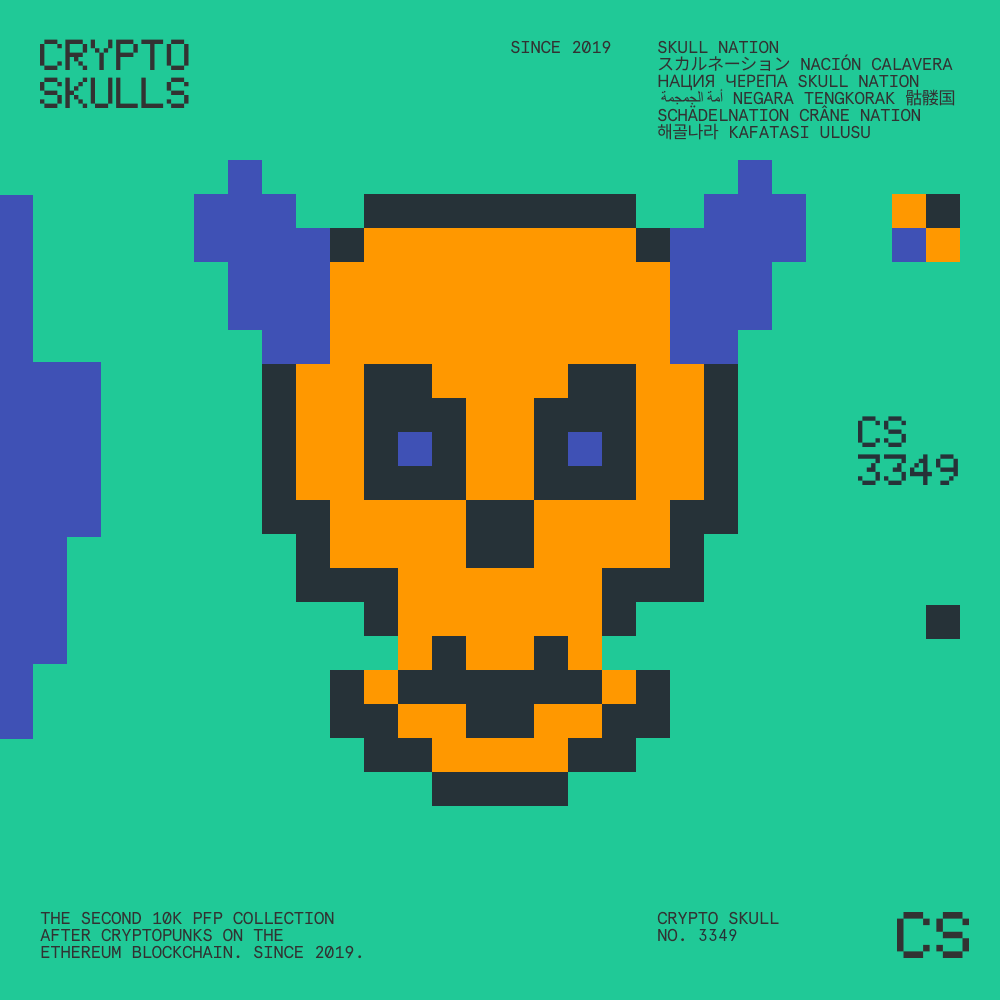 CRYPTO
SKULLS
SINCE 2019
SKULL NATION
スカルネーション NACIÓN CALAVERA
НАЦИЯ ЧЕРЕПА SKULL NATION
أمة الجمجمة NEGARA TENGKORAK 骷髅国
SCHÄDELNATION CRÂNE NATION
해골나라 KAFATASI ULUSU
CS
3349
THE SECOND 10K PFP COLLECTION
AFTER CRYPTOPUNKS ON THE
ETHEREUM BLOCKCHAIN. SINCE 2019.
CRYPTO SKULL
NO. 3349
CS